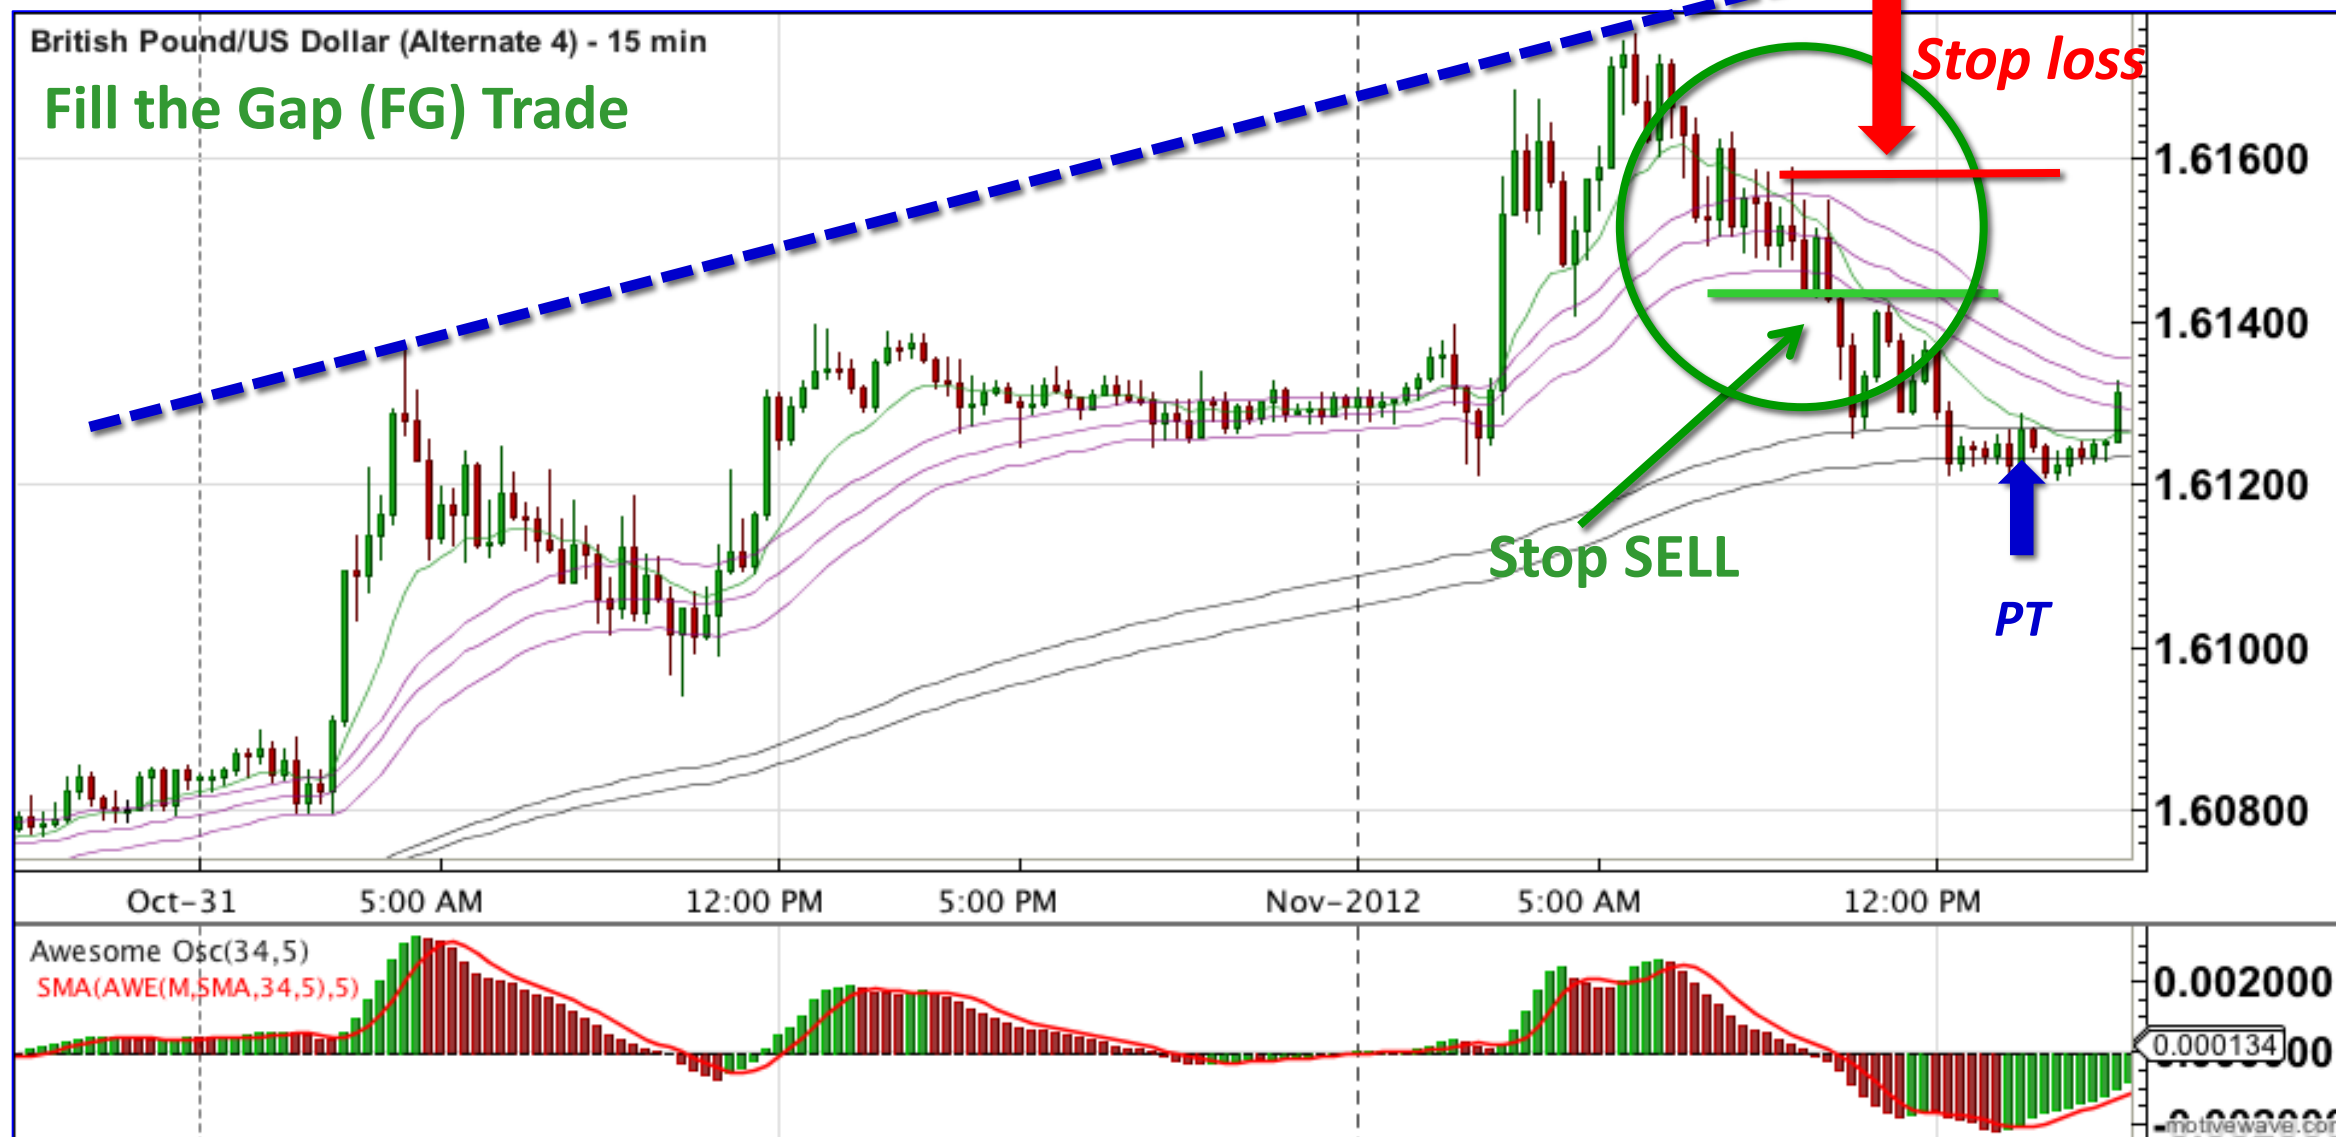 British Pound/US Dollar (Alternate 4) - 15 min
Fill the Gap (FG) Trade
Stop loss
1.61600
1.61400
1.61200
Stop SELL
PT
1.61000
1.60800
Oct-31 5:00 AM 12:00 PM 5:00 PM Nov-2012 5:00 AM 12:00 PM
Awesome Osc(34,5)
SMA(AWE(M,SMA,34,5),5)
0.002000
0.000134
motivewave.com